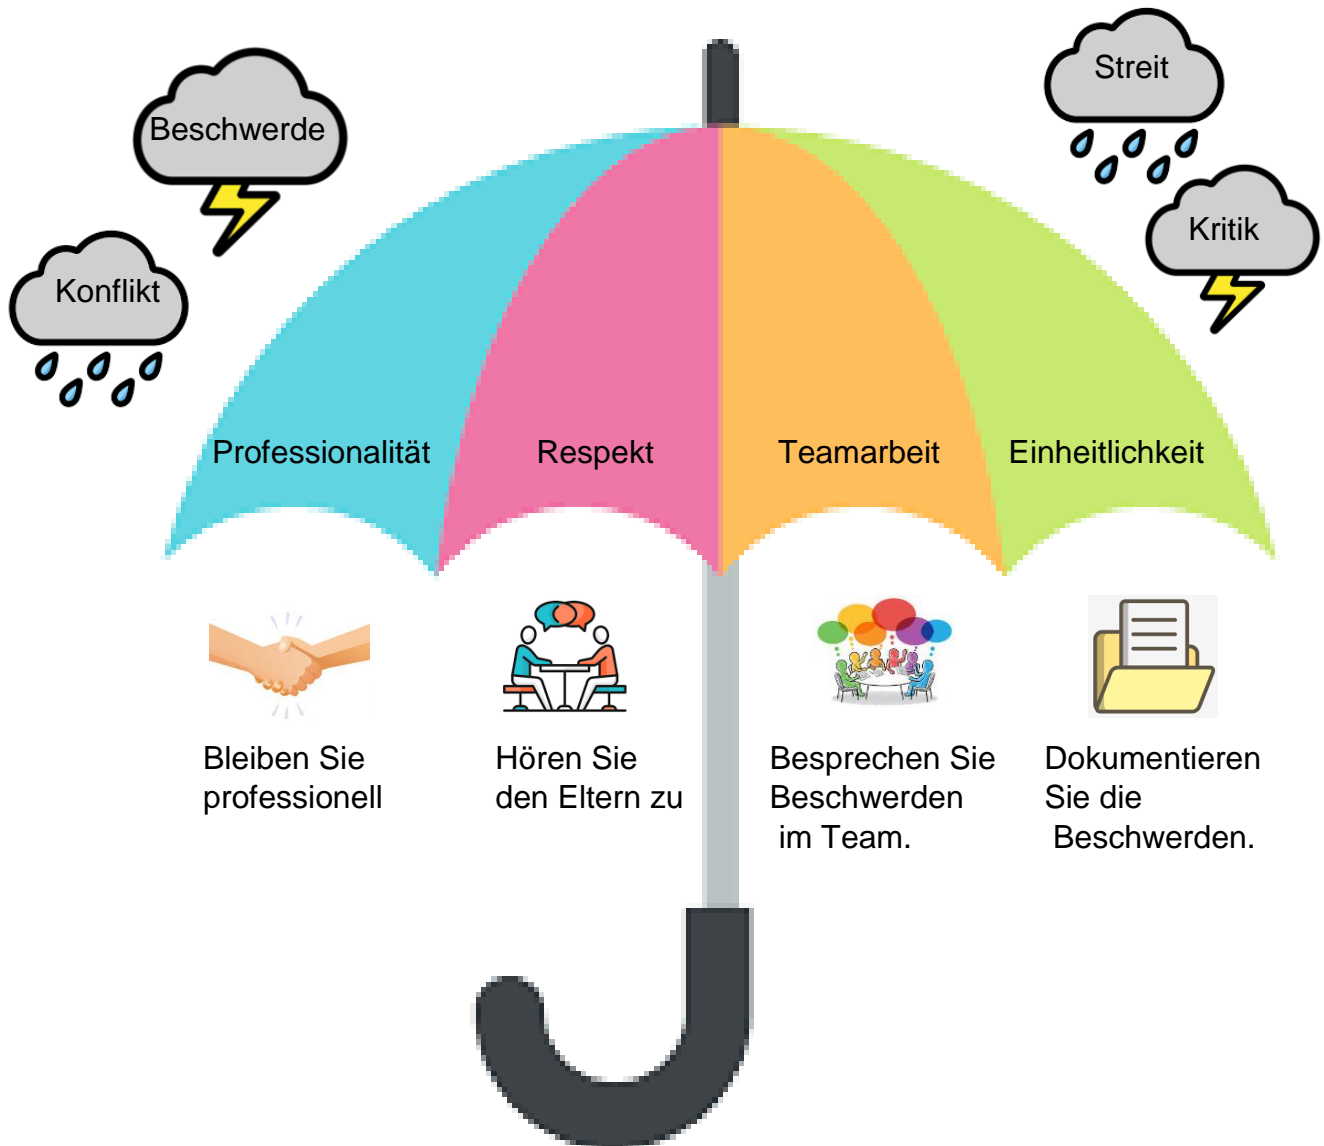 Streit
Beschwerde
Kritik
Konflikt
Professionalität
Respekt
Teamarbeit
Einheitlichkeit
Bleiben Sie
professionell
Hören Sie
den Eltern zu
Besprechen Sie
Beschwerden
im Team.
Dokumentieren
Sie die
Beschwerden.